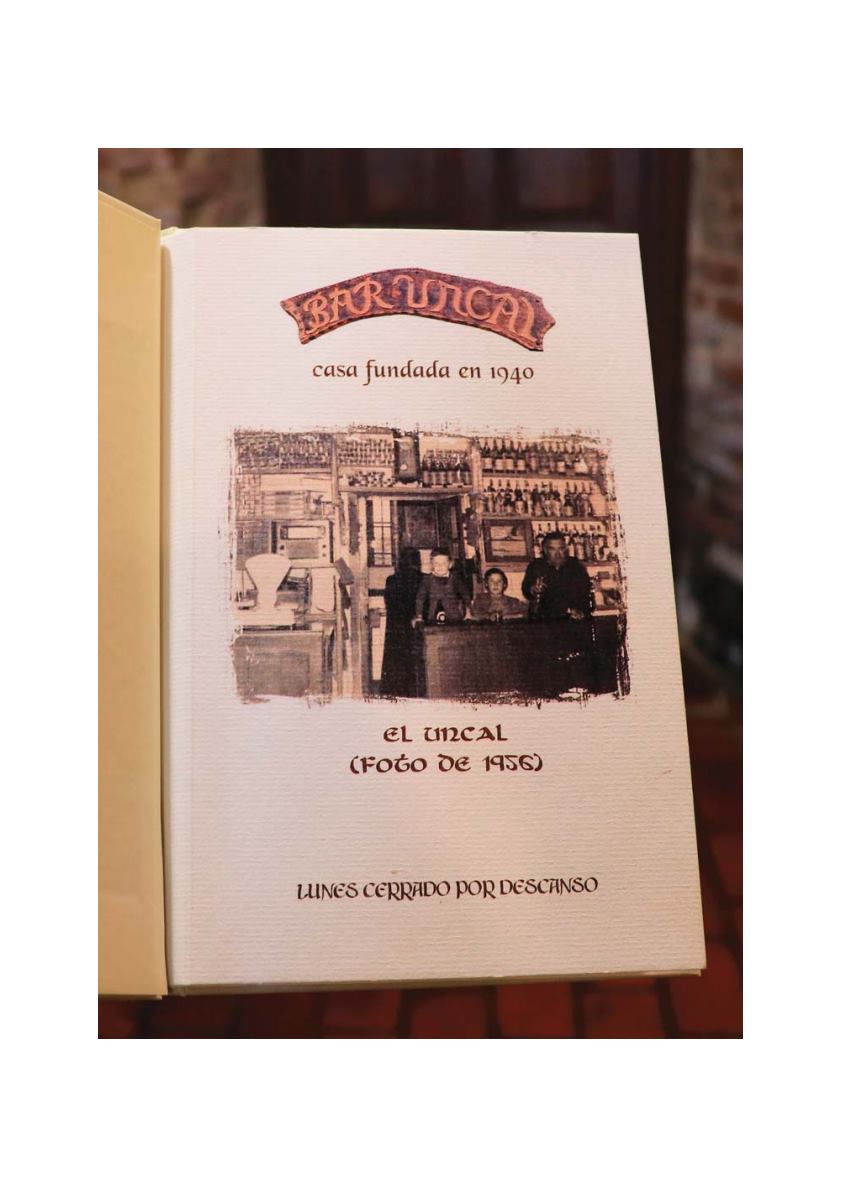 BAR UNCAL
casa fundada en 1940
EL UNCAL
(FOTO DE 1956)
LUNES CERRADO POR DESCANSO